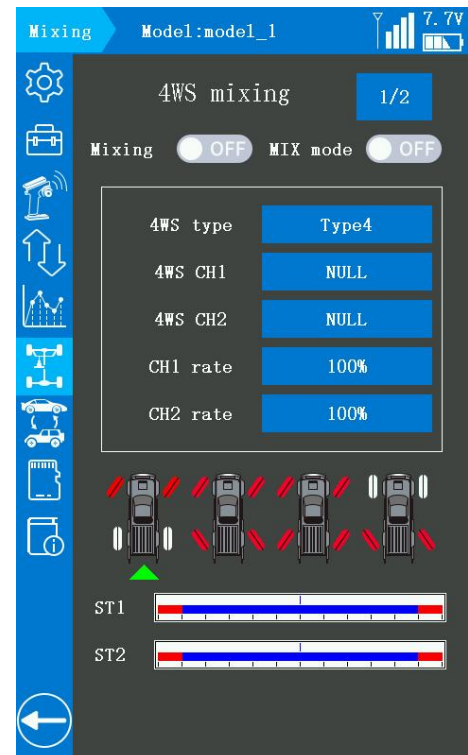 Mixing Model:model_1 7.7V
4WS mixing 1/2
Mixing OFF MIX mode OFF
4WS type Type4
4WS CH1 NULL
4WS CH2 NULL
CH1 rate 100%
CH2 rate 100%
ST1
ST2